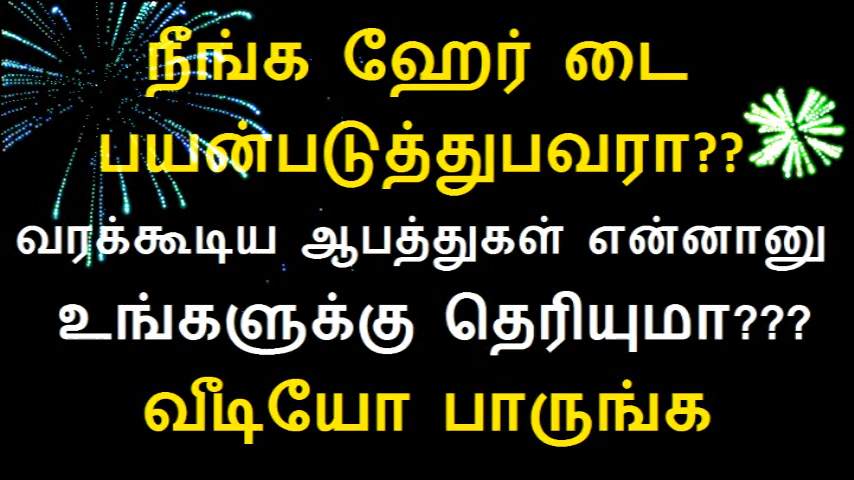 நீங்க ஹேர் டை
பயன்படுத்துபவரா??
வரக்கூடிய ஆபத்துகள் என்னானு
உங்களுக்கு தெரியுமா???
வீடியோ பாருங்க